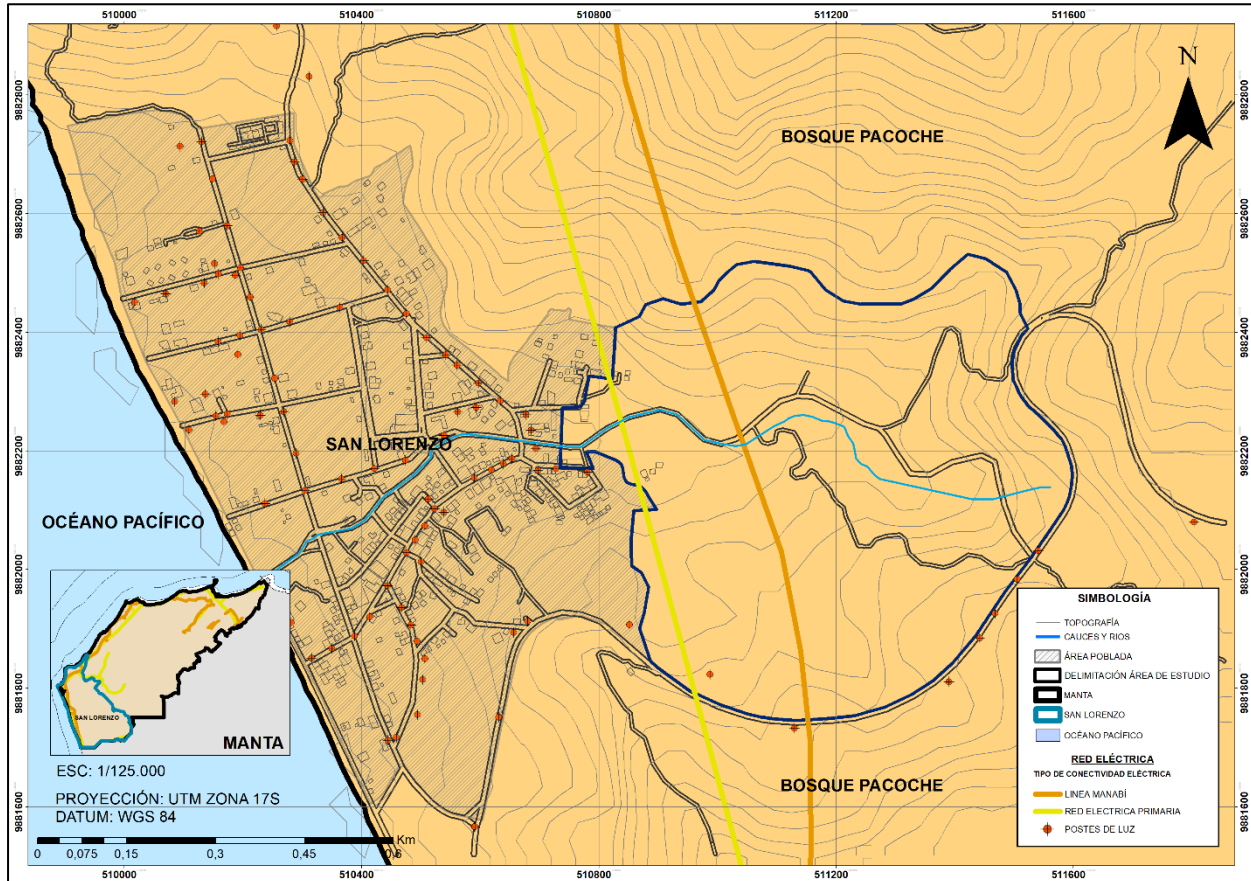 510000 510400 510800 511200 511600
9882800 9882800
N
BOSQUE PACOCHE
9882600 9882600
9882400 9882400
SAN LORENZO
9882200 9882200
OCÉANO PACÍFICO
9882000 9882000
SAN LORENZO
MANTA
ESC: 1/125.000
PROYECCIÓN: UTM ZONA 17S
DATUM: WGS 84
Km
0 0,075 0,15 0,3 0,45 0,6
9881800 9881800
BOSQUE PACOCHE
9881600 9881600
SIMBOLOGÍA
TOPOGRAFÍA
CAUCES Y RIOS
ÁREA POBLADA
DELIMITACIÓN ÁREA DE ESTUDIO
MANTA
SAN LORENZO
OCÉANO PACÍFICO
RED ELÉCTRICA
TIPO DE CONECTIVIDAD ELÉCTRICA
LINEA MANABÍ
RED ELECTRICA PRIMARIA
POSTES DE LUZ
510000 510400 510800 511200 511600